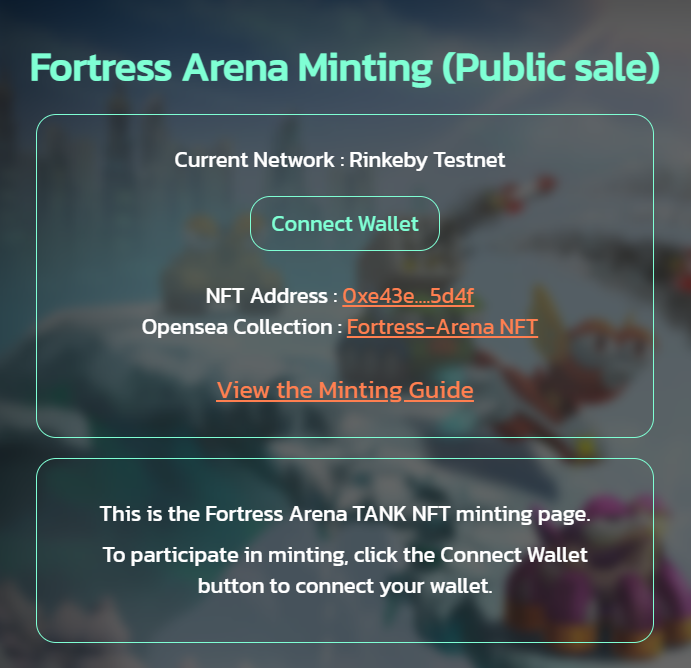 Fortress Arena Minting (Public sale)
Current Network : Rinkeby Testnet
Connect Wallet
NFT Address : 0xe43e....5d4f
Opensea Collection : Fortress-Arena NFT
View the Minting Guide
This is the Fortress Arena TANK NFT minting page.
To participate in minting, click the Connect Wallet
button to connect your wallet.